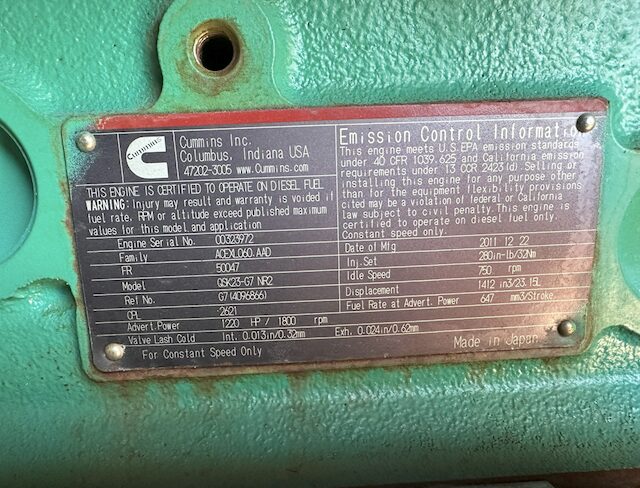 Cummins
Cummins Inc.
Columbus, Indiana USA
47202-3005 www.Cummins.com
THIS ENGINE IS CERTIFIED TO OPERATE ON DIESEL FUEL
WARNING: Injury may result and warranty is voided if
fuel rate, RPM or altitude exceed published maximum
values for this model and application
Engine Serial No. 00323972
Family ACEXL060.AAD
FR 50047
Model QSK23-G7 NR2
Ref No. G7(4096866)
CPL 2621
Advert.Power 1220 HP / 1800 rpm
Valve Lash Cold Int. 0.013in/0.32mm Exh. 0.024in/0.62mm
For Constant Speed Only
Emission Control Information
This engine meets U.S.EPA emission standards
under 40 CFR 1039.625 and California emission
requirements under 13 CCR 2423(d). Selling or
installing this engine for any purpose other
than for the equipment flexibility provisions
cited may be a violation of federal or California
law subject to civil penalty. This engine is
certified to operate on diesel fuel only.
Constant speed only.
Date of Mfg 2011 12 22
Inj.Set 280in-lb/32Nm
Idle Speed 750 rpm
Displacement 1412 in3/23.15L
Fuel Rate at Advert. Power 647 mm3/Stroke
Made in Japan